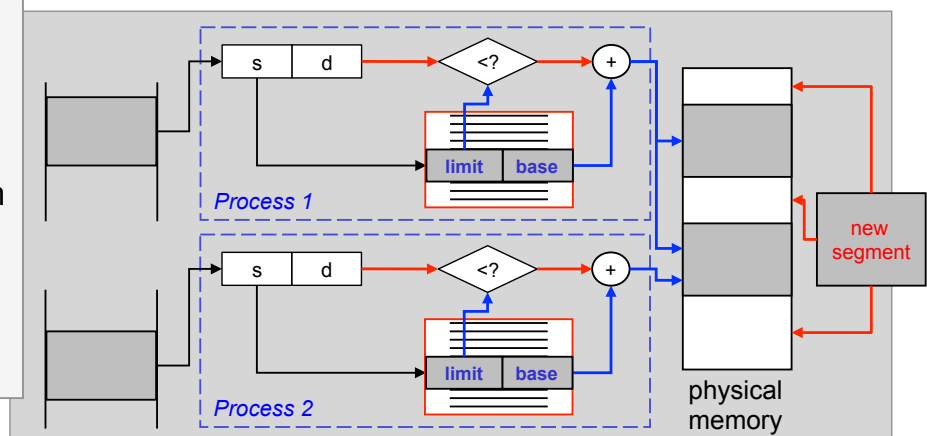 n
s d <? +
limit base
Process 1
s d <? +
limit base
Process 2
new
segment
physical
memory